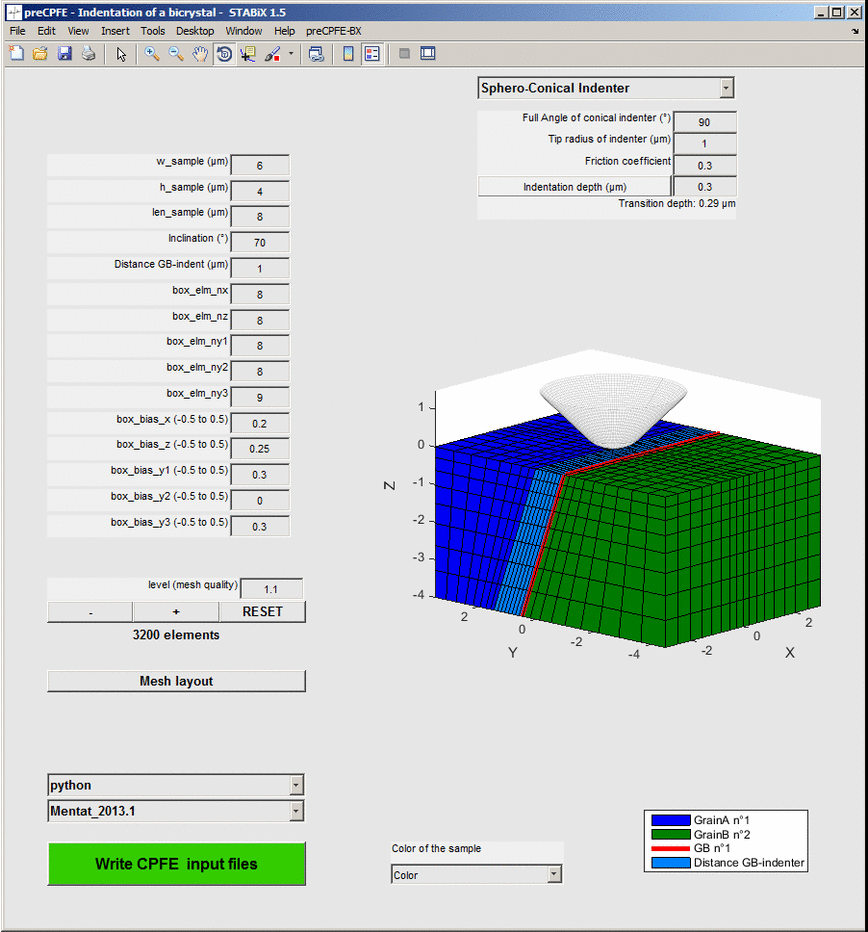 preCPFE - Indentation of a bicrystal - STABiX 1.5
File Edit View Insert Tools Desktop Window Help preCPFE-BX
Sphero-Conical Indenter
Full Angle of conical indenter (°) 90
Tip radius of indenter (µm) 1
Friction coefficient 0.3
Indentation depth (µm) 0.3
Transition depth: 0.29 µm
w_sample (µm) 6
h_sample (µm) 4
len_sample (µm) 8
Inclination (°) 70
Distance GB-indent (µm) 1
box_elm_nx 8
box_elm_nz 8
box_elm_ny1 8
box_elm_ny2 8
box_elm_ny3 9
box_bias_x (-0.5 to 0.5) 0.2
box_bias_z (-0.5 to 0.5) 0.25
box_bias_y1 (-0.5 to 0.5) 0.3
box_bias_y2 (-0.5 to 0.5) 0
box_bias_y3 (-0.5 to 0.5) 0.3
level (mesh quality) 1.1
- + RESET
3200 elements
Mesh layout
1
0
-1
-2
-3
-4
Z
2 0 -2 -4
Y
-2 0 2
X
python
Mentat_2013.1
Write CPFE input files
Color of the sample
Color
GrainA n°1
GrainB n°2
GB n°1
Distance GB-indenter